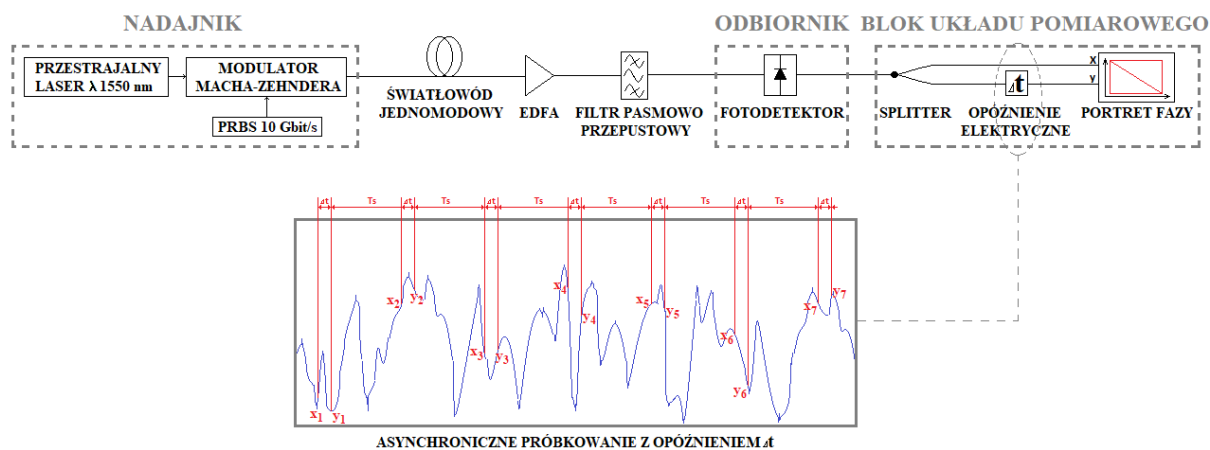 NADAJNIK
ODBIORNIK
BLOK UKŁADU POMIAROWEGO
PRZESTRAJALNY
LASER λ 1550 nm
MODULATOR
MACHA-ZEHNDERA
PRBS 10 Gbit/s
ŚWIATŁOWÓD
JEDNOMODOWY
EDFA
FILTR PASMOWO
PRZEPUSTOWY
FOTODETEKTOR
SPLITTER
Δt
OPÓŹNIENIE
ELEKTRYCZNE
x
y
PORTRET FAZY
Δt Ts Δt Ts Δt Ts Δt Ts Δt Ts Δt Ts Δt
x1 y1 x2 y2 x3 y3 x4 y4 x5 y5 x6 y6 x7 y7
ASYNCHRONICZNE PRÓBKOWANIE Z OPÓŹNIENIEM Δt